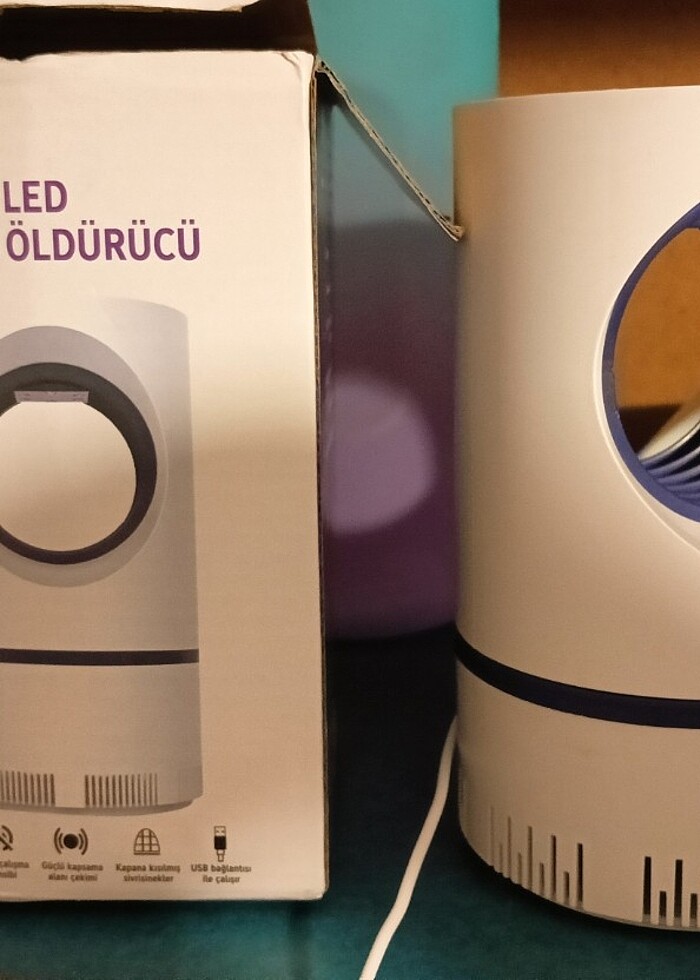 LED
ÖLDÜRÜCÜ
Güçlü kapsama
alanı çekimi
Kapana kısılmış
sivrisinekler
USB bağlantısı
ile çalışır